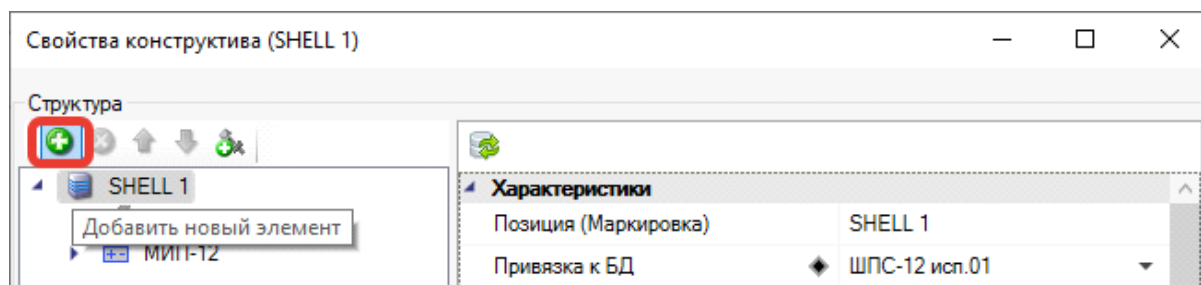 Свойства конструктива (SHELL 1)
Структура
SHELL 1
Добавить новый элемент
МИП-12
Характеристики
Позиция (Маркировка) SHELL 1
Привязка к БД ШПС-12 исп.01